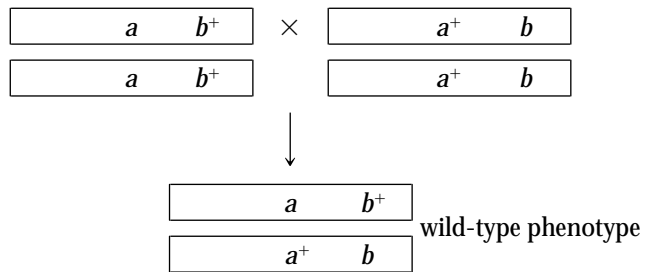 a b⁺ × a⁺ b
a b⁺ a⁺ b
a b⁺
wild-type phenotype
a⁺ b